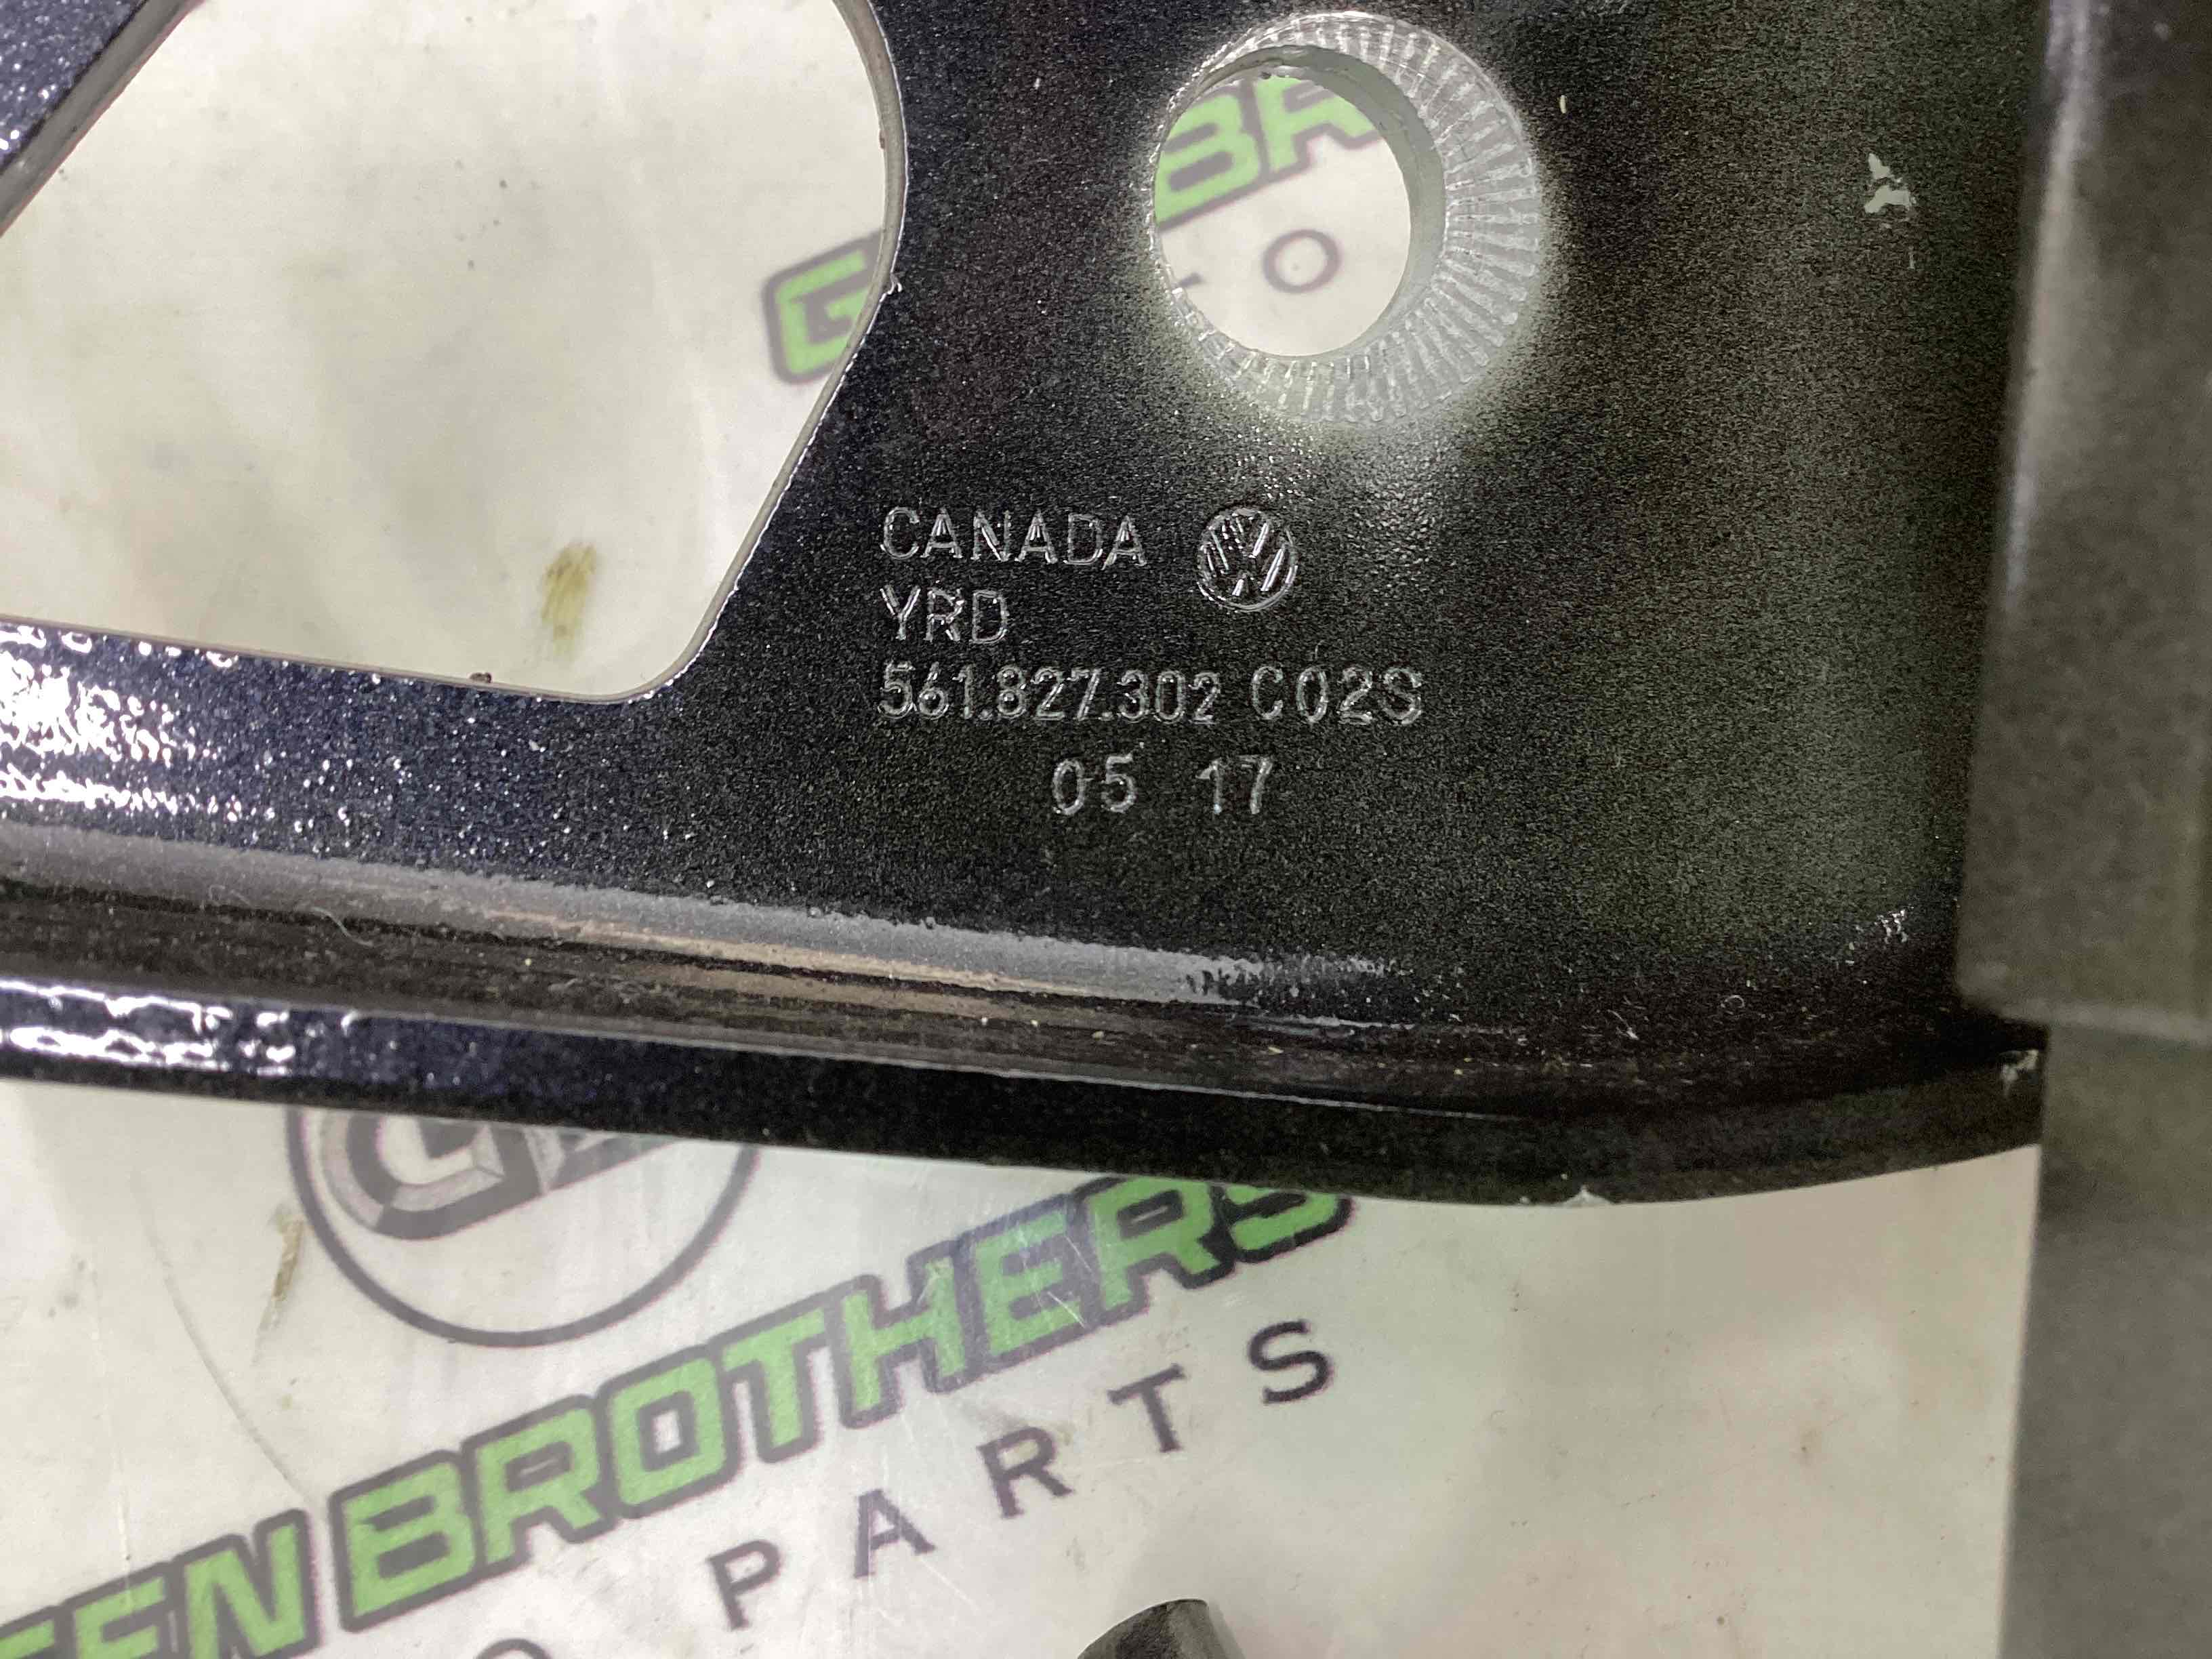 CANADA
YRD
561.827.302 C02S
05 17
BROTHERS
PARTS